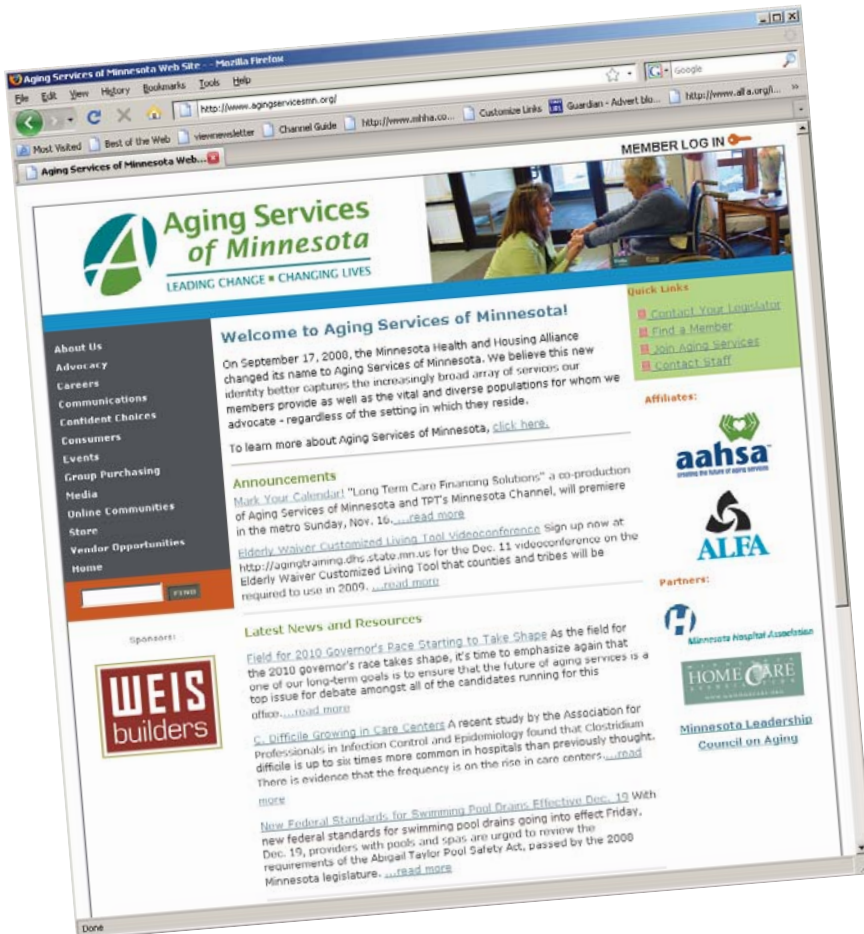 Aging Services of Minnesota Web Site - - Mozilla Firefox
File Edit View History Bookmarks Tools Help
http://www.agingservicesmn.org/
Google
Most Visited Best of the Web viewnewsletter Channel Guide http://www.mhha.co... Customize Links Guardian - Advert blo... http://www.alfa.org/i... »
Aging Services of Minnesota Web...
MEMBER LOG IN
Aging Services
of Minnesota
LEADING CHANGE ▪ CHANGING LIVES
About Us
Advocacy
Careers
Communications
Confident Choices
Consumers
Events
Group Purchasing
Media
Online Communities
Store
Vendor Opportunities
Home
FIND
Sponsors:
WEIS
builders
Welcome to Aging Services of Minnesota!
On September 17, 2008, the Minnesota Health and Housing Alliance
changed its name to Aging Services of Minnesota. We believe this new
identity better captures the increasingly broad array of services our
members provide as well as the vital and diverse populations for whom we
advocate - regardless of the setting in which they reside.
To learn more about Aging Services of Minnesota, click here.
Announcements
Mark Your Calendar! "Long Term Care Financing Solutions" a co-production
of Aging Services of Minnesota and TPT's Minnesota Channel, will premiere
in the metro Sunday, Nov. 16. ....read more
Elderly Waiver Customized Living Tool Videoconference Sign up now at
http://agingtraining.dhs.state.mn.us for the Dec. 11 videoconference on the
Elderly Waiver Customized Living Tool that counties and tribes will be
required to use in 2009. ....read more
Latest News and Resources
Field for 2010 Governor's Race Starting to Take Shape As the field for
the 2010 governor's race takes shape, it's time to emphasize again that
one of our long-term goals is to ensure that the future of aging services is a
top issue for debate amongst all of the candidates running for this
office....read more
C. Difficile Growing in Care Centers A recent study by the Association for
Professionals in Infection Control and Epidemiology found that Clostridium
difficile is up to six times more common in hospitals than previously thought.
There is evidence that the frequency is on the rise in care centers....read
more
New Federal Standards for Swimming Pool Drains Effective Dec. 19 With
new federal standards for swimming pool drains going into effect Friday,
Dec. 19, providers with pools and spas are urged to review the
requirements of the Abigail Taylor Pool Safety Act, passed by the 2008
Minnesota legislature. ....read more
Quick Links
Contact Your Legislator
Find a Member
Join Aging Services
Contact Staff
Affiliates:
aahsa
creating the future of aging services
ALFA
Partners:
Minnesota Hospital Association
HOME CARE
Minnesota Leadership
Council on Aging
Done